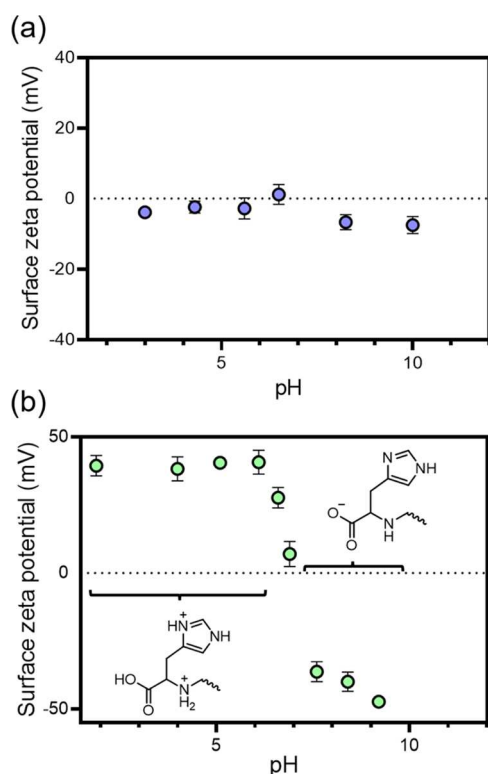 (a)
Surface zeta potential (mV)
40
20
0
-20
-40
5
10
pH
(b)
Surface zeta potential (mV)
50
0
-50
N
NH
O
−
O
N
H
+
HN
NH
HO
O
+
N
H2
5
10
pH